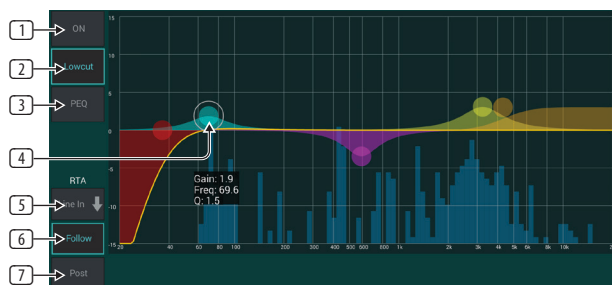 1 ON
2 Lowcut
3 PEQ
4
RTA
5 ine In
6 Follow
7 Post
15
10
5
0
-5
-10
-15
Gain: 1.9
Freq: 69.6
Q: 1.5
20 40 60 80 100 200 300 400 500 600 800 1k 2k 3k 4k 5k 6k 8k 10k